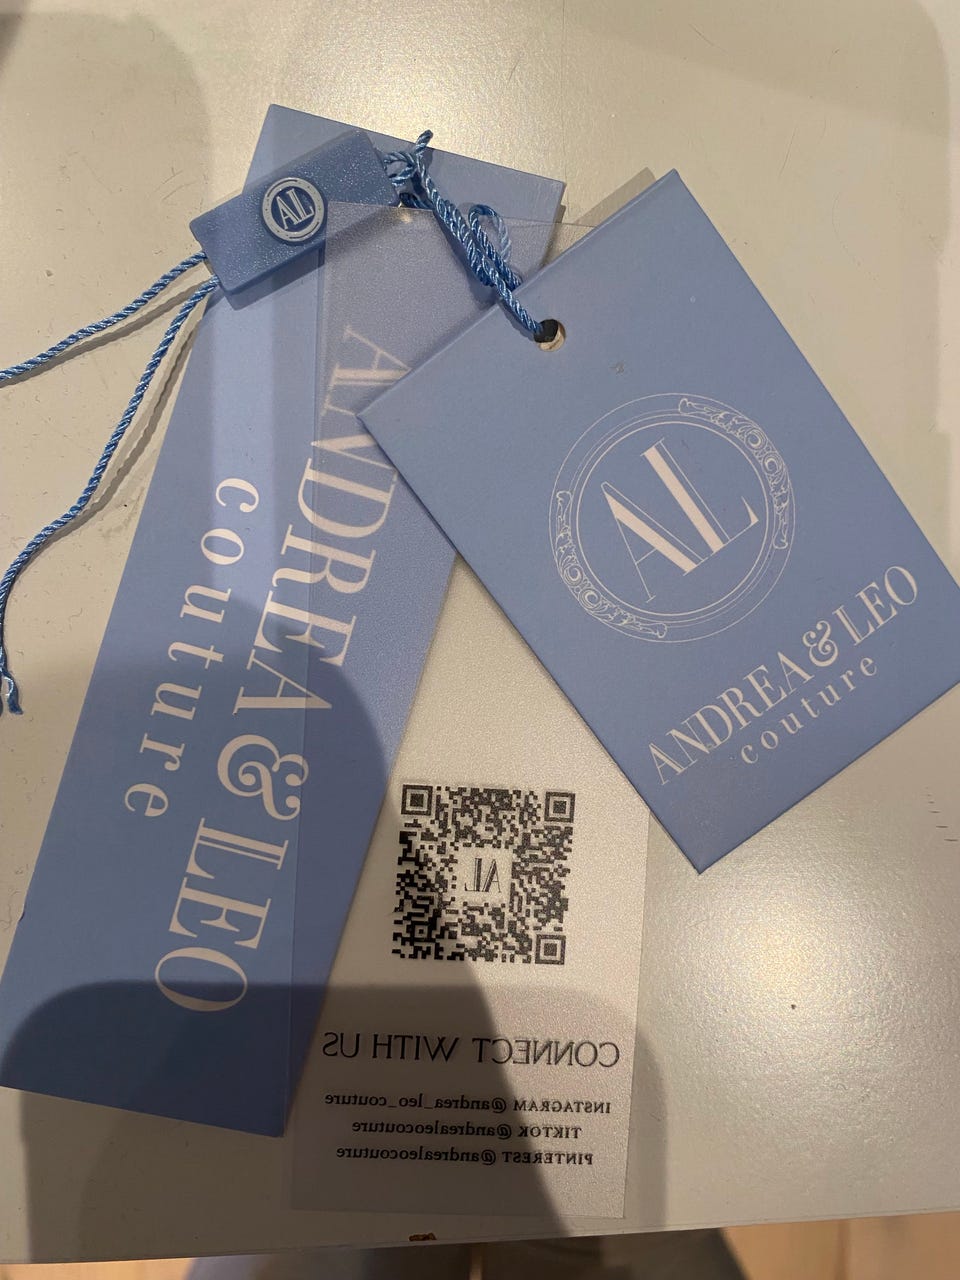 AL
ANDREA & LEO
couture
AL
ANDREA & LEO
couture
AL
CONNECT WITH US
INSTAGRAM @andrea_leo_couture
TIKTOK @andrealeocouture
PINTEREST @andrealeocouture